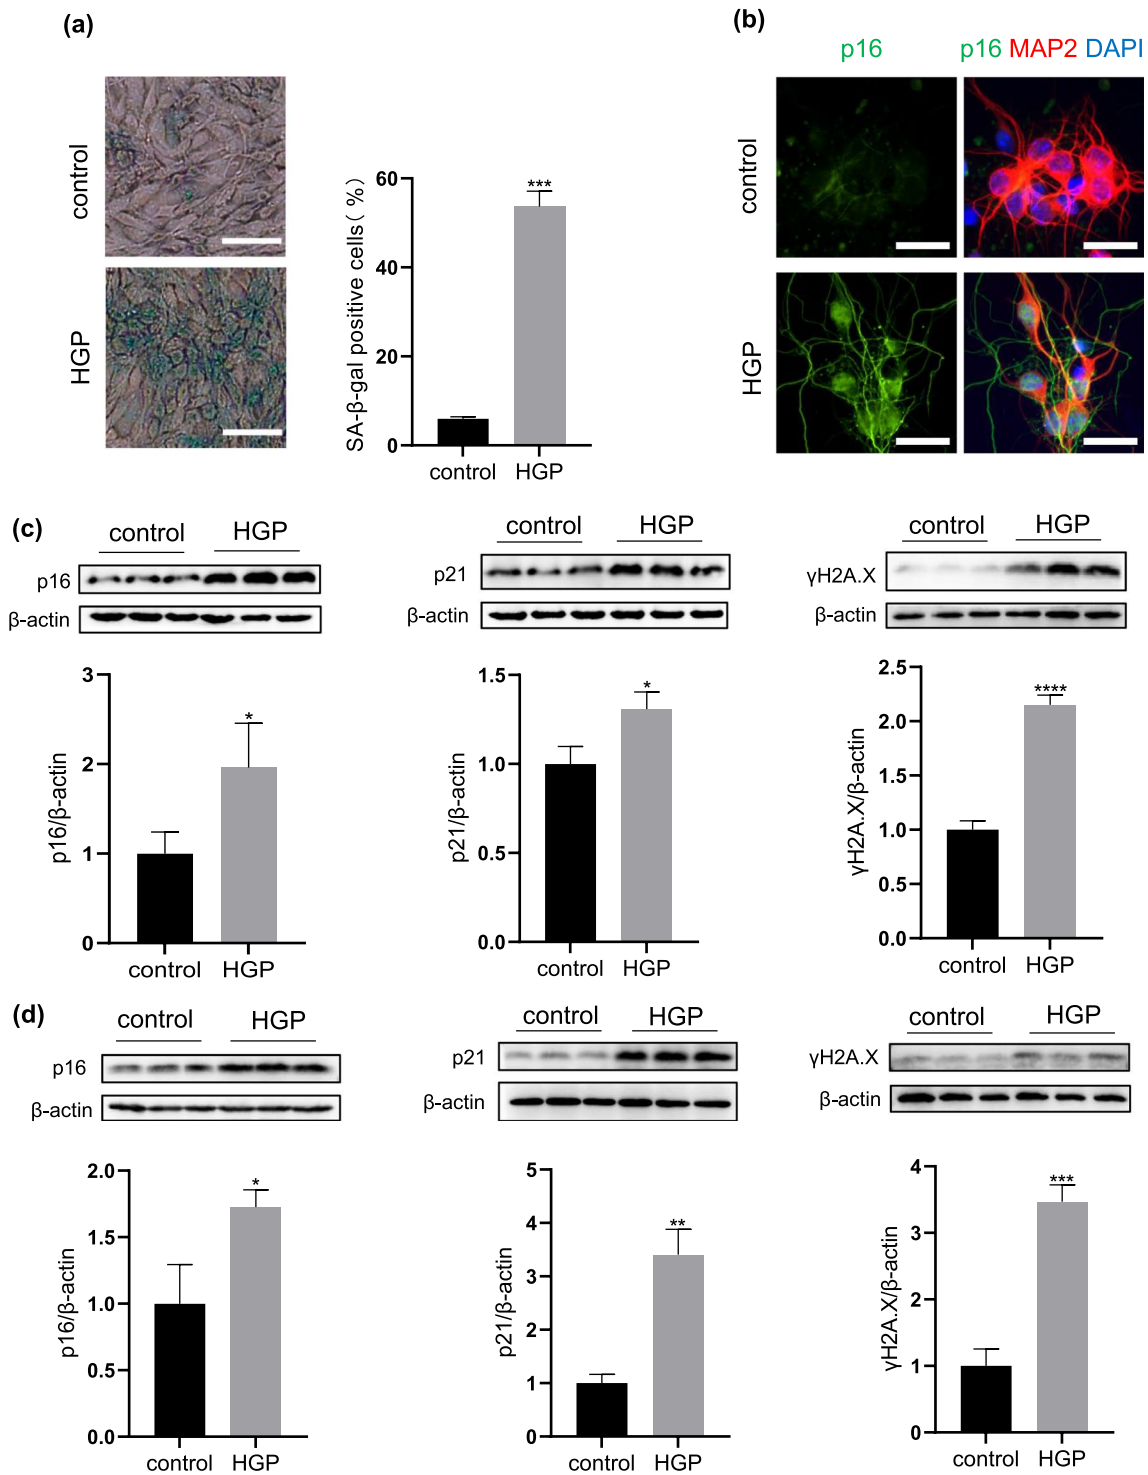 (a)
control
HGP
SA-β-gal positive cells( %)
60
40
20
0
***
control HGP
(b)
p16
p16 MAP2 DAPI
control
HGP
(c)
control HGP
p16
β-actin
p16/β-actin
3
2
1
0
*
control HGP
control HGP
p21
β-actin
p21/β-actin
1.5
1.0
0.5
0.0
*
control HGP
control HGP
γH2A.X
β-actin
γH2A.X/β-actin
2.5
2.0
1.0
0.5
0.0
****
control HGP
(d)
control HGP
p16
β-actin
p16/β-actin
2.0
1.5
1.0
0.5
0.0
*
control HGP
control HGP
p21
β-actin
p21/β-actin
5
4
3
2
1
0
**
control HGP
control HGP
γH2A.X
β-actin
γH2A.X/β-actin
4
3
2
1
0
***
control HGP